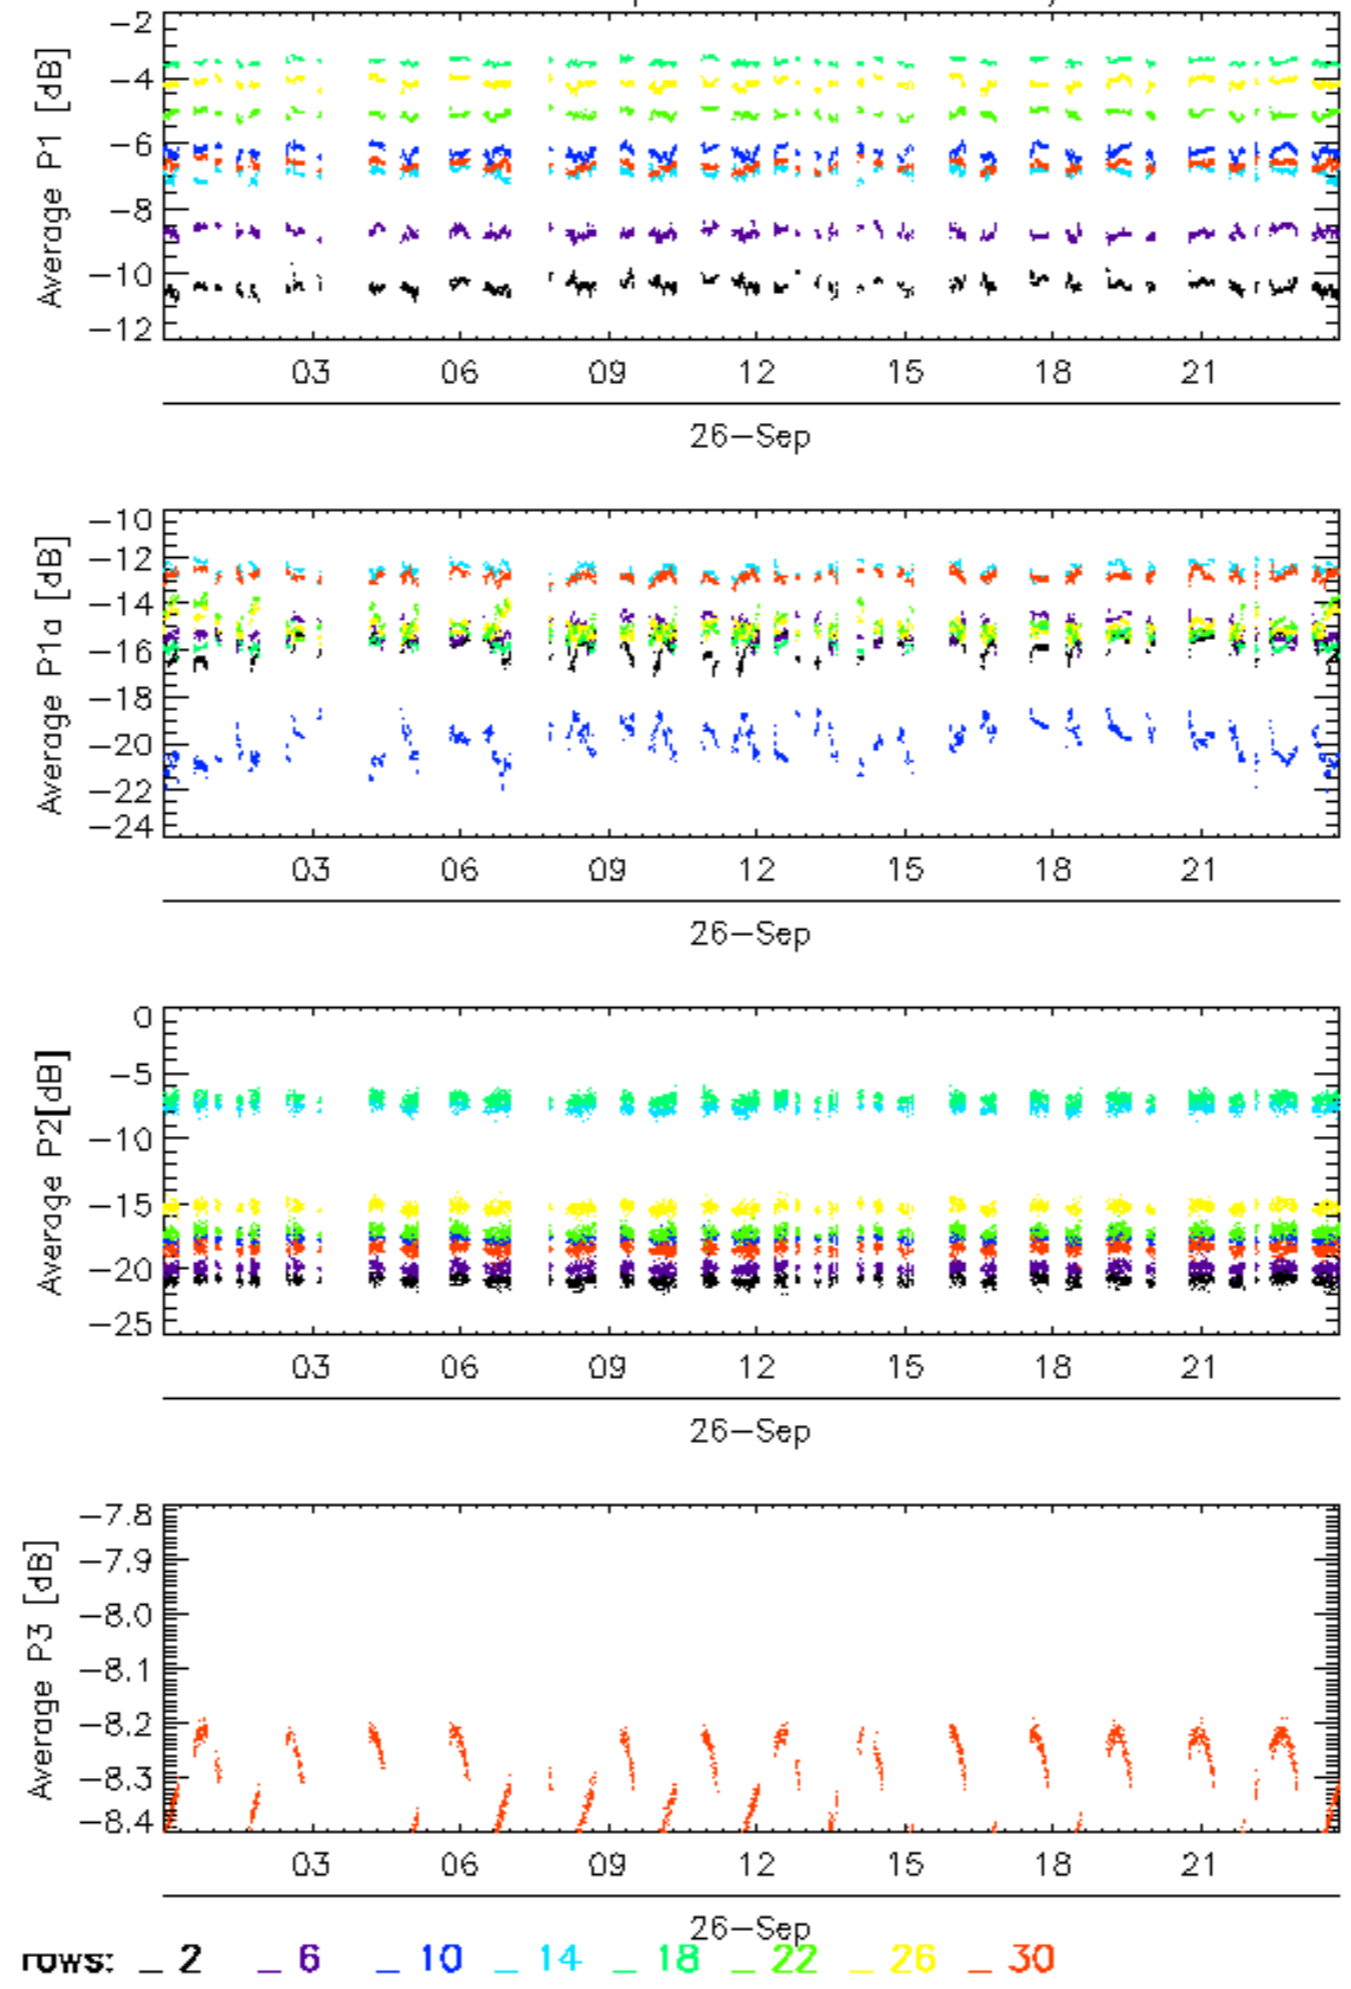 Average P1 [dB]
−2
−4
−6
−8
−10
−12
03 06 09 12 15 18 21
26−Sep
Average P1a [dB]
−10
−12
−14
−16
−18
−20
−22
−24
03 06 09 12 15 18 21
26−Sep
Average P2[dB]
0
−5
−10
−15
−20
−25
03 06 09 12 15 18 21
26−Sep
Average P3 [dB]
−7.8
−7.9
−8.0
−8.1
−8.2
−8.3
−8.4
03 06 09 12 15 18 21
26−Sep
rows: _ 2 _ 6 _ 10 _ 14 _ 18 _ 22 _ 26 _ 30